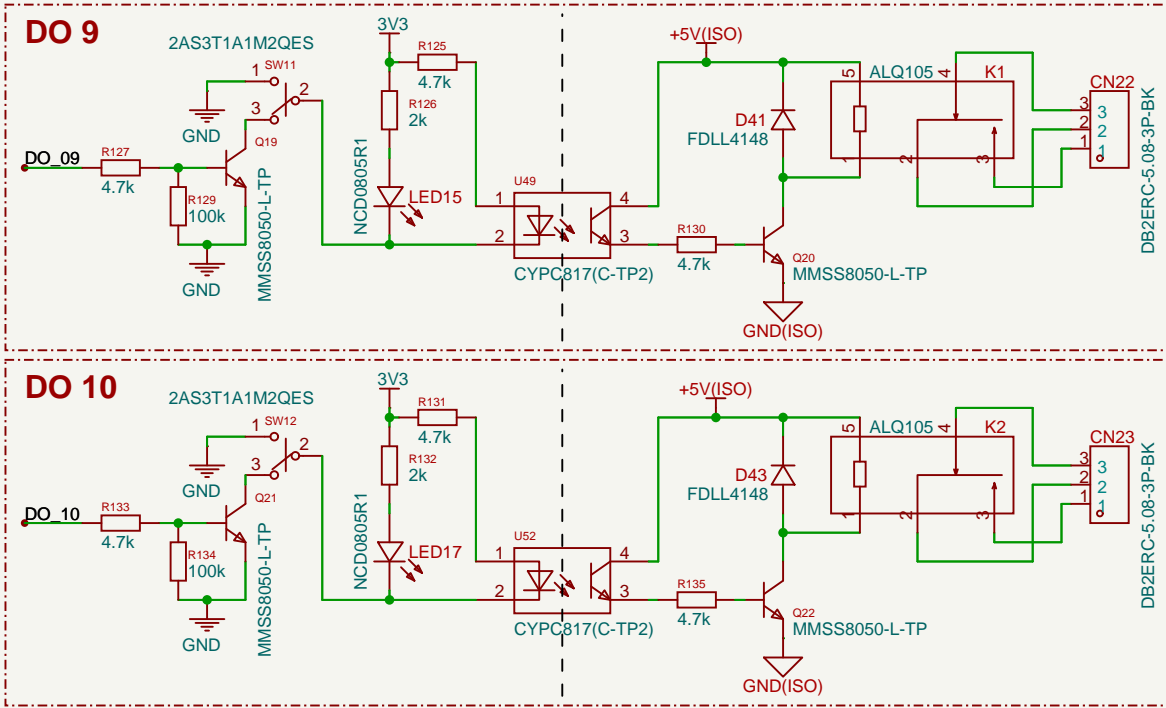 DO 9
2AS3T1A1M2QES
1
SW11
2
3
GND
Q19
DO_09
R127
4.7k
R129
100k
GND
MMSS8050-L-TP
3V3
R125
4.7k
R126
2k
NCD0805R1
LED15
U49
1
4
2
3
CYPC817(C-TP2)
+5V(ISO)
D41
FDLL4148
R130
4.7k
Q20
MMSS8050-L-TP
GND(ISO)
5
ALQ105
4
K1
1
2
3
CN22
3
3
2
2
1
1
DB2ERC-5.08-3P-BK
DO 10
2AS3T1A1M2QES
1
SW12
2
3
GND
Q21
DO_10
R133
4.7k
R134
100k
GND
MMSS8050-L-TP
3V3
R131
4.7k
R132
2k
NCD0805R1
LED17
U52
1
4
2
3
CYPC817(C-TP2)
+5V(ISO)
D43
FDLL4148
R135
4.7k
Q22
MMSS8050-L-TP
GND(ISO)
5
ALQ105
4
K2
1
2
3
CN23
3
3
2
2
1
1
DB2ERC-5.08-3P-BK